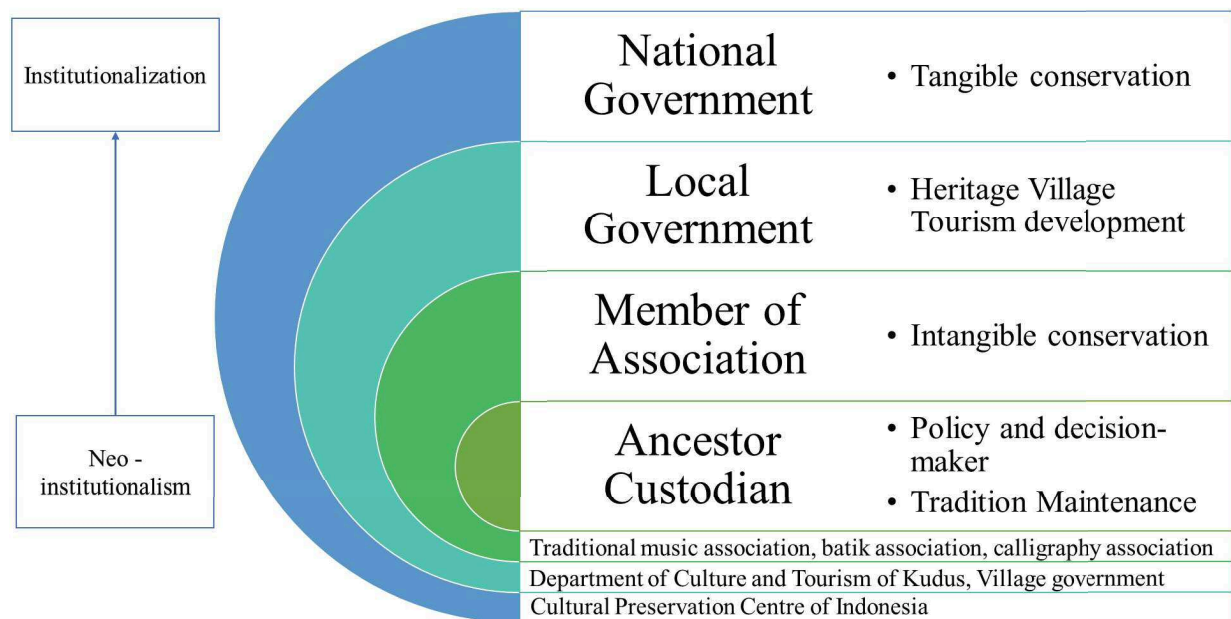 Institutionalization
Neo -
institutionalism
National
Government
• Tangible conservation
Local
Government
• Heritage Village
Tourism development
Member of
Association
• Intangible conservation
Ancestor
Custodian
• Policy and decision-
maker
• Tradition Maintenance
Traditional music association, batik association, calligraphy association
Department of Culture and Tourism of Kudus, Village government
Cultural Preservation Centre of Indonesia